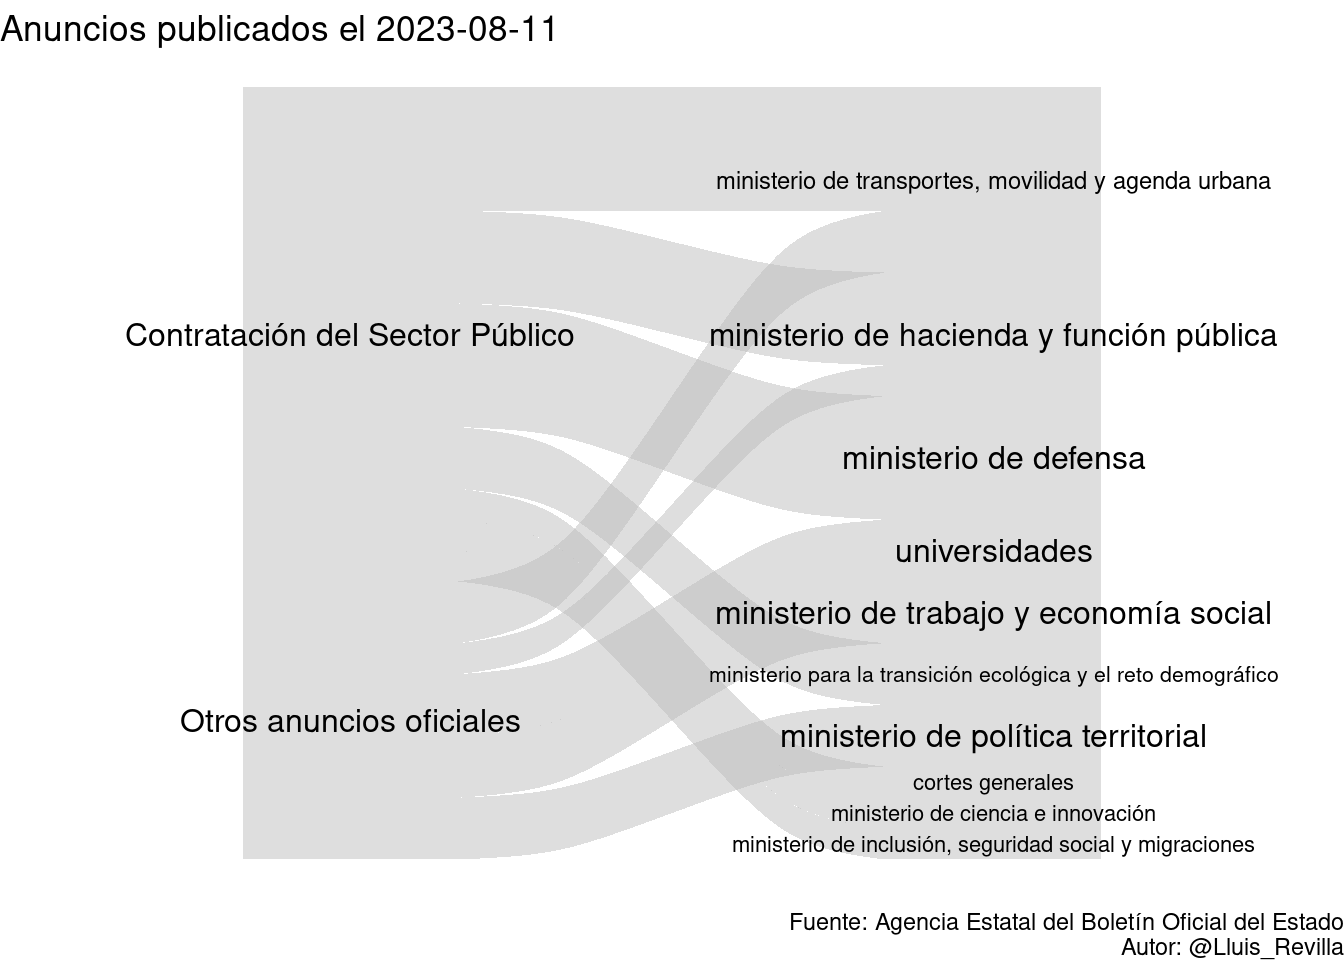 Anuncios publicados el 2023-08-11
ministerio de transportes, movilidad y agenda urbana
Contratación del Sector Público
ministerio de hacienda y función pública
ministerio de defensa
universidades
ministerio de trabajo y economía social
ministerio para la transición ecológica y el reto demográfico
Otros anuncios oficiales
ministerio de política territorial
cortes generales
ministerio de ciencia e innovación
ministerio de inclusión, seguridad social y migraciones
Fuente: Agencia Estatal del Boletín Oficial del Estado
Autor: @Lluis_Revilla